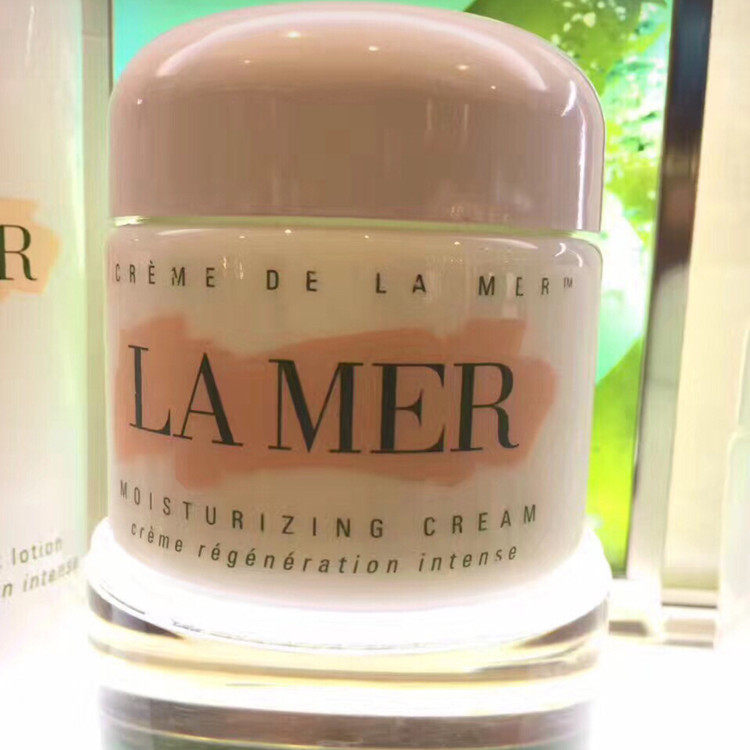 CRÈME DE LA MER™
LA MER
MOISTURIZING CREAM
crème régénération intense
R
lotion
n intense